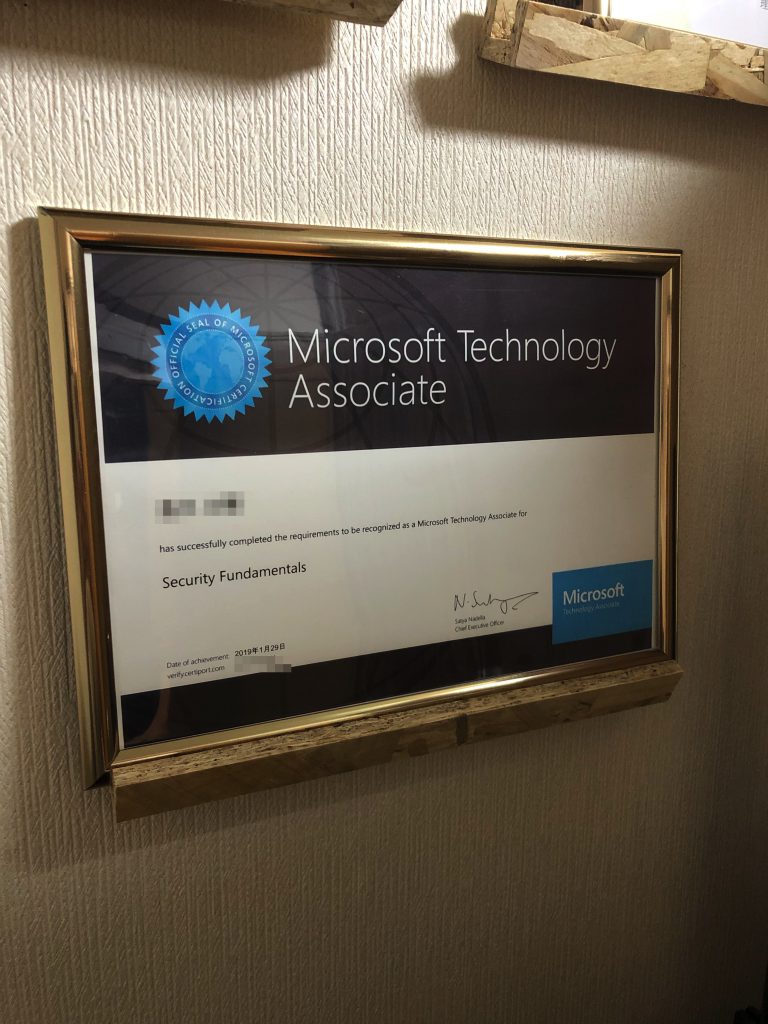 OFFICIAL SEAL OF MICROSOFT CERTIFICATION
Microsoft Technology
Associate
has successfully completed the requirements to be recognized as a Microsoft Technology Associate for
Security Fundamentals
Satya Nadella
Chief Executive Officer
Microsoft
Technology Associate
Date of achievement: 2019年1月29日
verify.certiport.com